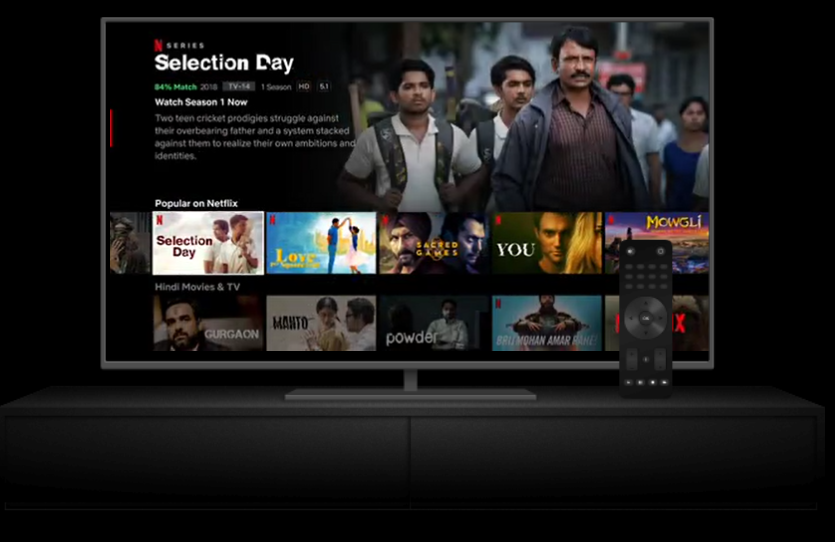 N SERIES
Selection Day
84% Match 2018 TV-14 1 Season HD 5.1
Watch Season 1 Now
Two teen cricket prodigies struggle against
their overbearing father and a system stacked
against them to realize their own ambitions and
identities.
Popular on Netflix
N N N N N
Selection
Day
Love
per Square Foot
SACRED
GAMES
YOU
MOWGLI
Hindi Movies & TV
GURGAON
MANTO
powder
N
BRIJ MOHAN AMAR RAHE!